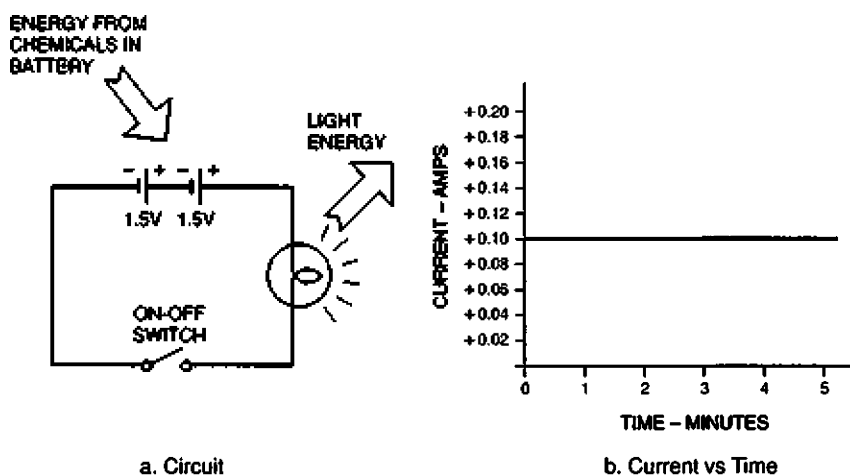 ENERGY FROM
CHEMICALS IN
BATTERY
LIGHT
ENERGY
- + - +
1.5V 1.5V
ON-OFF
SWITCH
a. Circuit
CURRENT – AMPS
+0.20
+0.18
+0.16
+0.14
+0.12
+0.10
+0.08
+0.06
+0.04
+0.02
0 1 2 3 4 5
TIME – MINUTES
b. Current vs Time